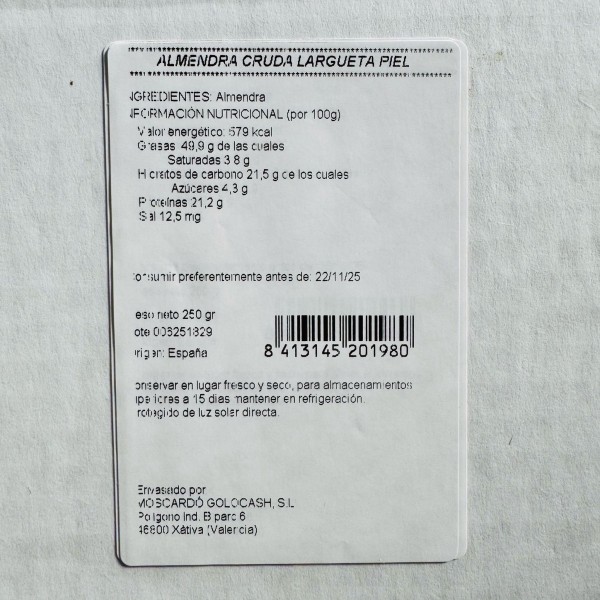 ALMENDRA CRUDA LARGUETA PIEL
NGREDIENTES: Almendra
NFORMACIÓN NUTRICIONAL (por 100g)
Valor energético: 579 kcal
Grasas 49,9 g de las cuales
Saturadas 3.8 g
Hidratos de carbono 21,5 g de los cuales
Azúcares 4,3 g
Proteínas 21,2 g
Sal 12,5 mg
onsumir preferentemente antes de: 22/11/25
eso neto 250 gr
ote 006251829
rigen: España
8 413145 201980
onservar en lugar fresco y seco, para almacenamientos
uperiores a 15 dias mantener en refrigeración.
rotegido de luz solar directa.
Envasado por
MOSCARDÓ GOLOCASH, S.L
Poligono Ind. B parc 6
46800 Xátiva (Valencia)